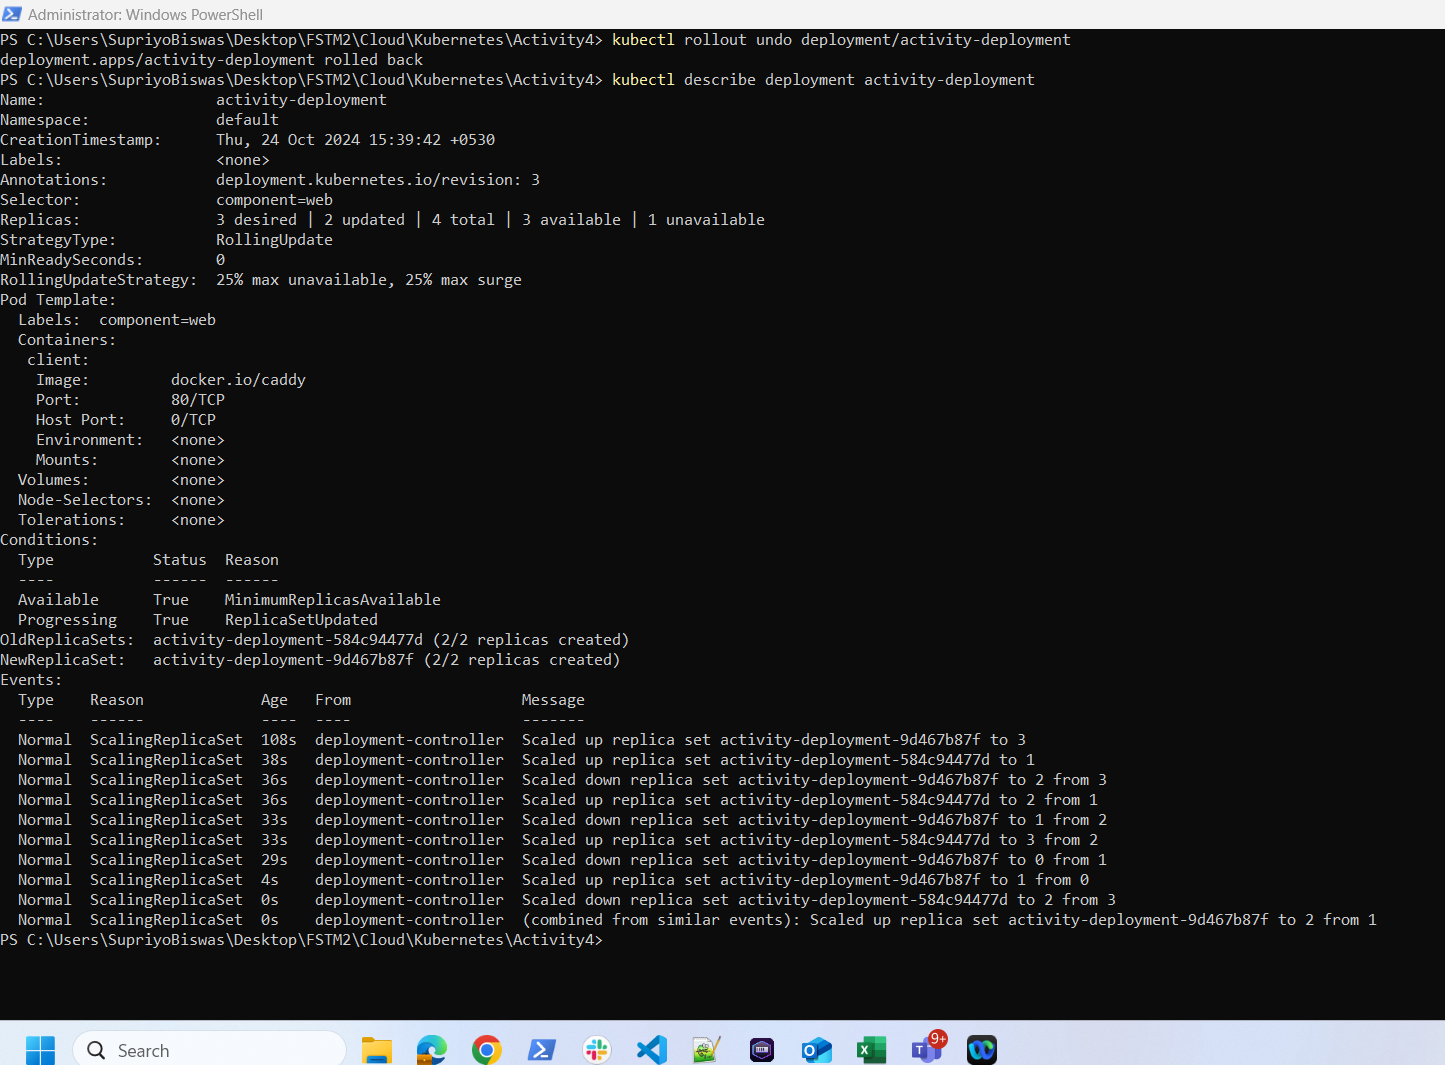 Administrator: Windows PowerShell
PS C:\Users\SupriyoBiswas\Desktop\FSTM2\Cloud\Kubernetes\Activity4> kubectl rollout undo deployment/activity-deployment
deployment.apps/activity-deployment rolled back
PS C:\Users\SupriyoBiswas\Desktop\FSTM2\Cloud\Kubernetes\Activity4> kubectl describe deployment activity-deployment
Name:                   activity-deployment
Namespace:              default
CreationTimestamp:      Thu, 24 Oct 2024 15:39:42 +0530
Labels:                 <none>
Annotations:            deployment.kubernetes.io/revision: 3
Selector:               component=web
Replicas:               3 desired | 2 updated | 4 total | 3 available | 1 unavailable
StrategyType:           RollingUpdate
MinReadySeconds:        0
RollingUpdateStrategy:  25% max unavailable, 25% max surge
Pod Template:
  Labels:  component=web
  Containers:
   client:
    Image:         docker.io/caddy
    Port:          80/TCP
    Host Port:     0/TCP
    Environment:   <none>
    Mounts:        <none>
  Volumes:         <none>
  Node-Selectors:  <none>
  Tolerations:     <none>
Conditions:
  Type           Status  Reason
  ----           ------  ------
  Available      True    MinimumReplicasAvailable
  Progressing    True    ReplicaSetUpdated
OldReplicaSets:  activity-deployment-584c94477d (2/2 replicas created)
NewReplicaSet:   activity-deployment-9d467b87f (2/2 replicas created)
Events:
  Type    Reason             Age   From                   Message
  ----    ------             ----  ----                   -------
  Normal  ScalingReplicaSet  108s  deployment-controller  Scaled up replica set activity-deployment-9d467b87f to 3
  Normal  ScalingReplicaSet  38s   deployment-controller  Scaled up replica set activity-deployment-584c94477d to 1
  Normal  ScalingReplicaSet  36s   deployment-controller  Scaled down replica set activity-deployment-9d467b87f to 2 from 3
  Normal  ScalingReplicaSet  36s   deployment-controller  Scaled up replica set activity-deployment-584c94477d to 2 from 1
  Normal  ScalingReplicaSet  33s   deployment-controller  Scaled down replica set activity-deployment-9d467b87f to 1 from 2
  Normal  ScalingReplicaSet  33s   deployment-controller  Scaled up replica set activity-deployment-584c94477d to 3 from 2
  Normal  ScalingReplicaSet  29s   deployment-controller  Scaled down replica set activity-deployment-9d467b87f to 0 from 1
  Normal  ScalingReplicaSet  4s    deployment-controller  Scaled up replica set activity-deployment-9d467b87f to 1 from 0
  Normal  ScalingReplicaSet  0s    deployment-controller  Scaled down replica set activity-deployment-584c94477d to 2 from 3
  Normal  ScalingReplicaSet  0s    deployment-controller  (combined from similar events): Scaled up replica set activity-deployment-9d467b87f to 2 from 1
PS C:\Users\SupriyoBiswas\Desktop\FSTM2\Cloud\Kubernetes\Activity4>
Search
9+